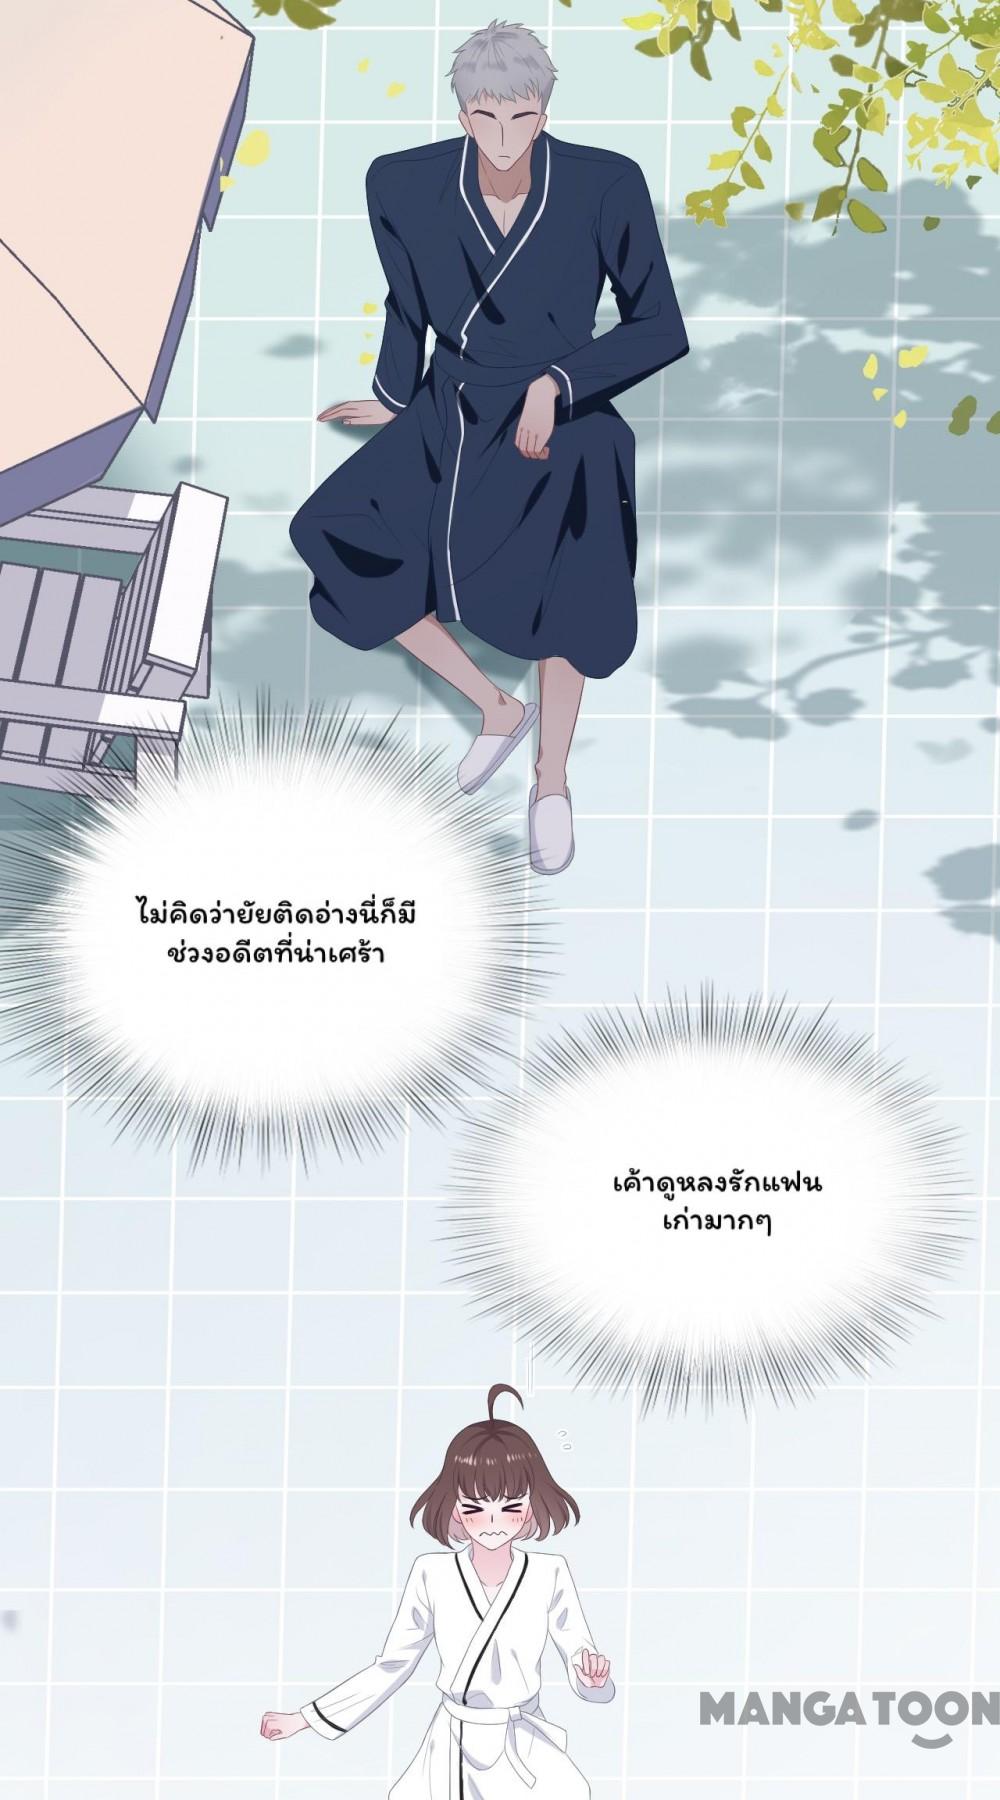 ไม่คิดว่ายัยติดอ่างนี่ก็มี
ช่วงอดีตที่น่าเศร้า
เค้าดูหลงรักแฟน
เก่ามากๆ
MANGATOON